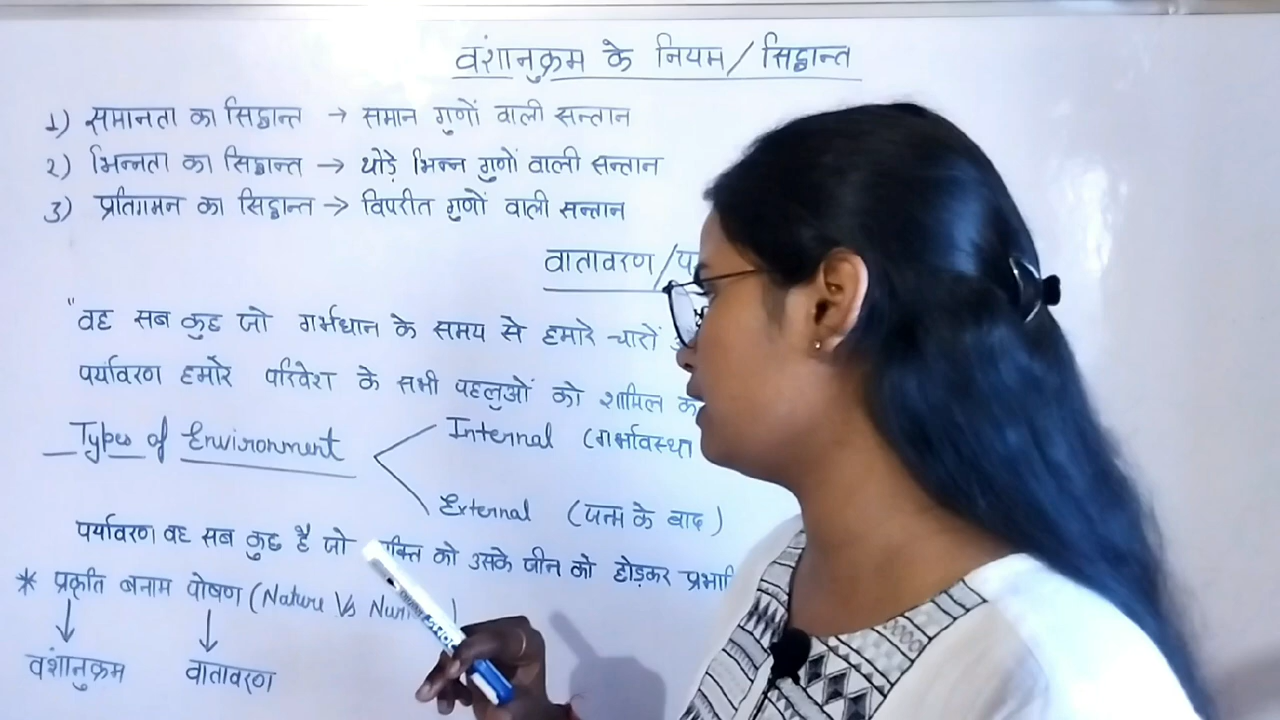 वंशानुक्रम के नियम / सिद्धान्त
1) समानता का सिद्धान्त → समान गुणों वाली सन्तान
2) भिन्नता का सिद्धान्त → थोड़े भिन्न गुणों वाली सन्तान
3) प्रतिगमन का सिद्धान्त → विपरीत गुणों वाली सन्तान
वातावरण /
"वह सब कुछ जो गर्भधान के समय से हमारे चारों
पर्यावरण हमारे परिवेश के सभी पहलुओं को शामिल
Types of Environment
Internal (गर्भावस्था
External (जन्म के बाद)
पर्यावरण वह सब कुछ है जो व्यक्ति को उसके जीन को छोड़कर
* प्रकृति बनाम पोषण (Nature Vs
↓ ↓
वंशानुक्रम वातावरण